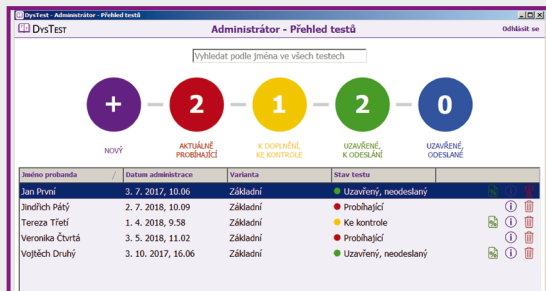 DysTest - Administrátor - Přehled testů
DYSTEST
Administrátor - Přehled testů
Odhlásit se
Vyhledat podle jména ve všech testech
+ 2 1 2 0
NOVÝ
AKTUÁLNĚ
PROBÍHAJÍCÍ
K DOPLNĚNÍ,
KE KONTROLE
UZAVŘENÉ,
K ODESLÁNÍ
UZAVŘENÉ,
ODESLANÉ
Jméno probanda / Datum administrace Varianta Stav testu
Jan První 3. 7. 2017, 10.06 Základní Uzavřený, neodeslaný
Jindřich Pátý 2. 7. 2018, 10.09 Základní Probíhající
Tereza Třetí 1. 4. 2018, 9.58 Základní Ke kontrole
Veronika Čtvrtá 3. 5. 2018, 11.02 Základní Probíhající
Vojtěch Druhý 3. 10. 2017, 16.06 Základní Uzavřený, neodeslaný